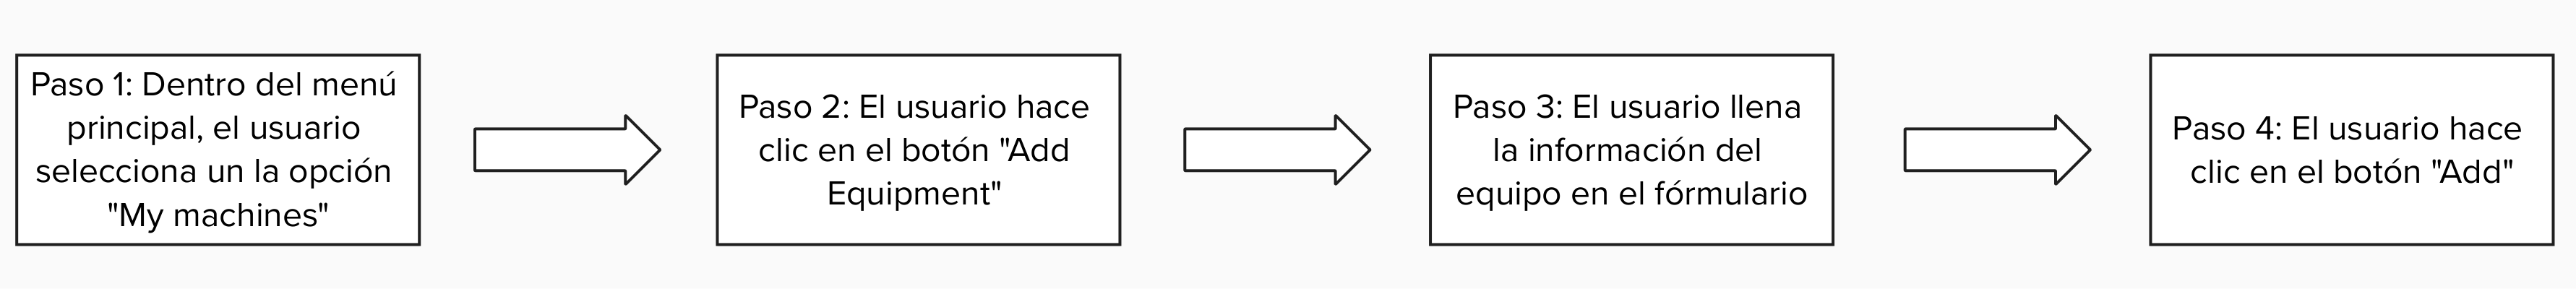 Paso 1: Dentro del menú
principal, el usuario
selecciona un la opción
"My machines"
Paso 2: El usuario hace
clic en el botón "Add
Equipment"
Paso 3: El usuario llena
la información del
equipo en el fórmulario
Paso 4: El usuario hace
clic en el botón "Add"